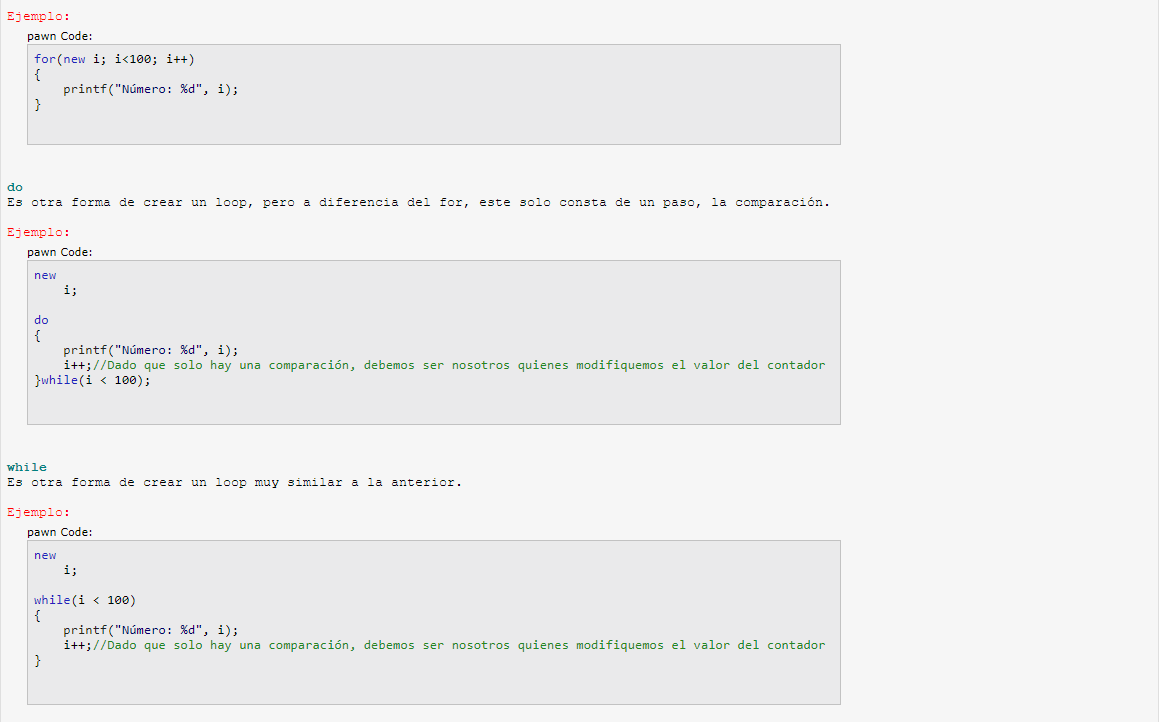 Ejemplo:
pawn Code:
for(new i; i<100; i++)
{
    printf("Número: %d", i);
}
do
Es otra forma de crear un loop, pero a diferencia del for, este solo consta de un paso, la comparación.
Ejemplo:
pawn Code:
new
    i;
do
{
    printf("Número: %d", i);
    i++;//Dado que solo hay una comparación, debemos ser nosotros quienes modifiquemos el valor del contador
}while(i < 100);
while
Es otra forma de crear un loop muy similar a la anterior.
Ejemplo:
pawn Code:
new
    i;
while(i < 100)
{
    printf("Número: %d", i);
    i++;//Dado que solo hay una comparación, debemos ser nosotros quienes modifiquemos el valor del contador
}